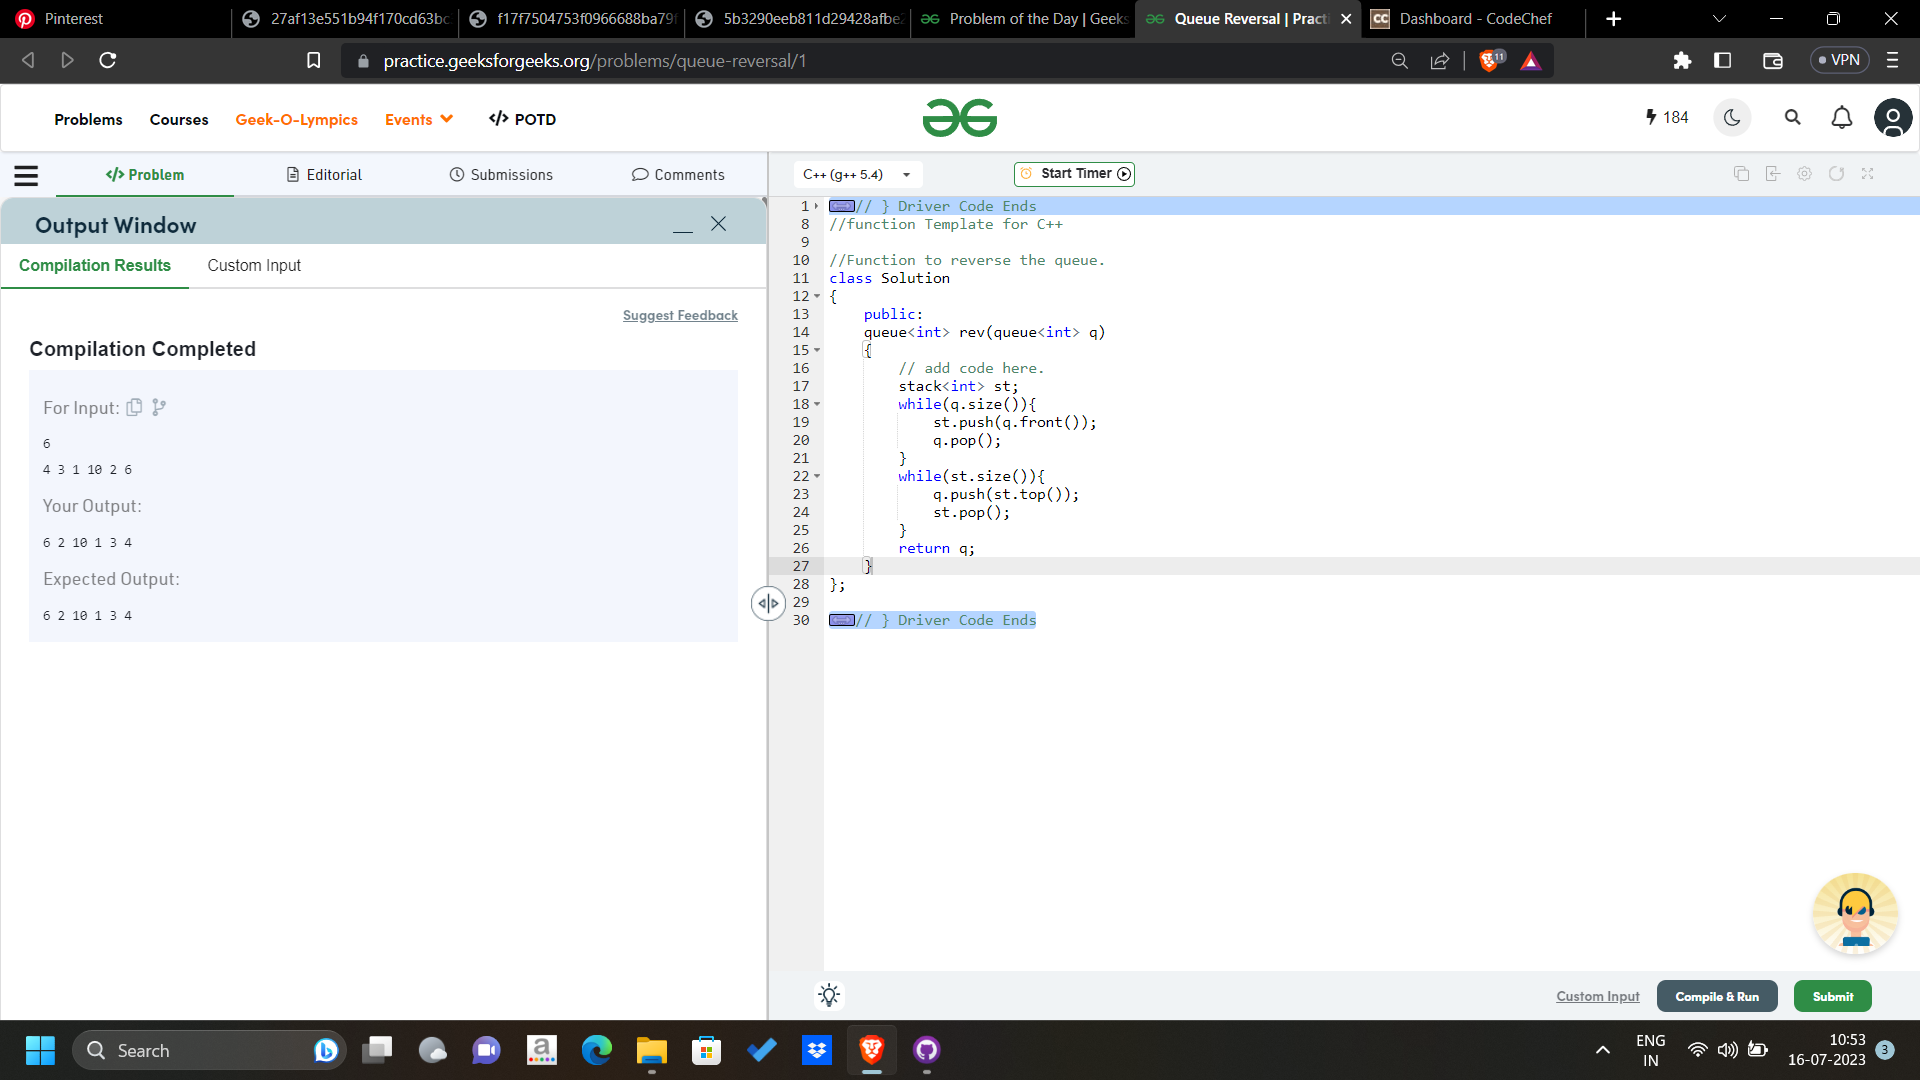 Pinterest
27af13e551b94f170cd63bc
f17f7504753f0966688ba79f
5b3290eeb811d29428afbe2
Problem of the Day | Geeks
Queue Reversal | Practi
CC Dashboard - CodeChef
practice.geeksforgeeks.org/problems/queue-reversal/1
11
VPN
Problems
Courses
Geek-O-Lympics
Events
</> POTD
184
</> Problem
Editorial
Submissions
Comments
C++ (g++ 5.4)
Start Timer
Output Window
Compilation Results
Custom Input
Suggest Feedback
Compilation Completed
For Input:
6
4 3 1 10 2 6
Your Output:
6 2 10 1 3 4
Expected Output:
6 2 10 1 3 4
1 // } Driver Code Ends
8 //function Template for C++
9
10 //Function to reverse the queue.
11 class Solution
12 {
13 public:
14 queue<int> rev(queue<int> q)
15 {
16 // add code here.
17 stack<int> st;
18 while(q.size()){
19 st.push(q.front());
20 q.pop();
21 }
22 while(st.size()){
23 q.push(st.top());
24 st.pop();
25 }
26 return q;
27 }
28 };
29
30 // } Driver Code Ends
Custom Input
Compile & Run
Submit
Search
a
ENG
IN
10:53
16-07-2023
3